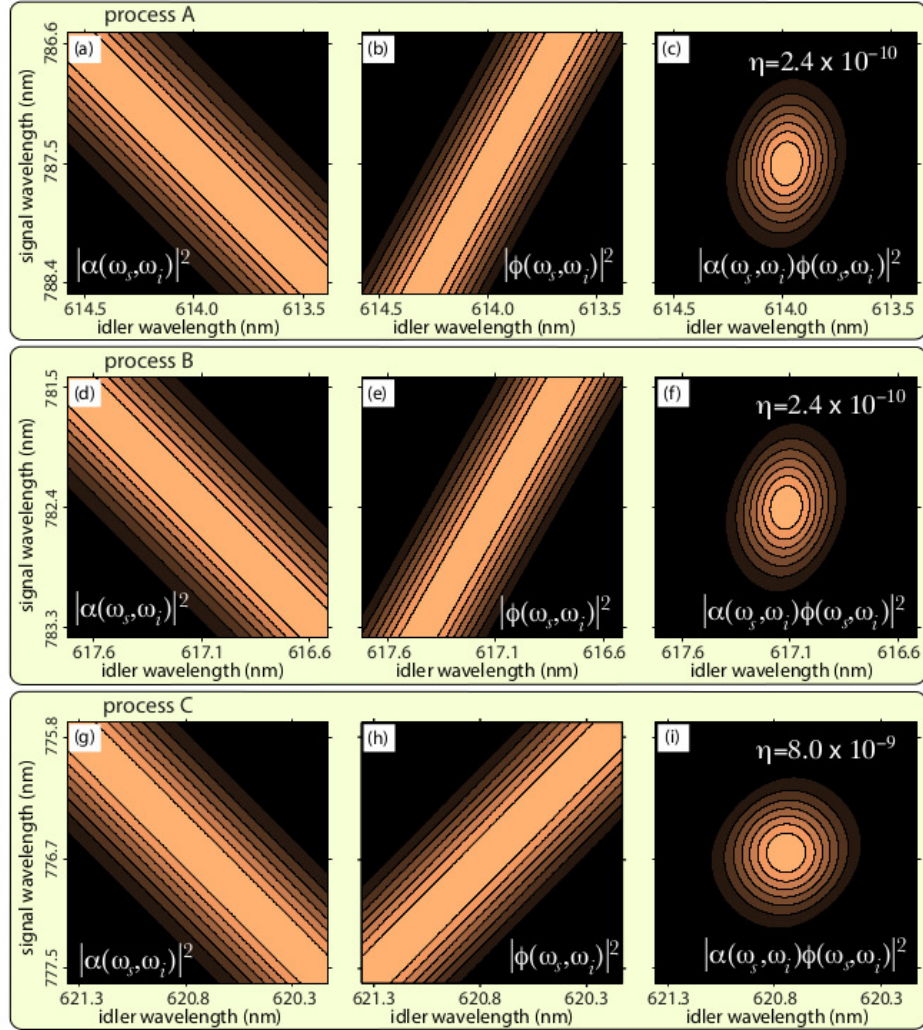 process A
(a)
(b)
(c)
η=2.4 x 10⁻¹⁰
|α(ωₛ,ωᵢ)|²
|ϕ(ωₛ,ωᵢ)|²
|α(ωₛ,ωᵢ)ϕ(ωₛ,ωᵢ)|²
signal wavelength (nm)
786.6
787.5
788.4
614.5 614.0 613.5
614.5 614.0 613.5
614.5 614.0 613.5
idler wavelength (nm)
idler wavelength (nm)
idler wavelength (nm)
process B
(d)
(e)
(f)
η=2.4 x 10⁻¹⁰
|α(ωₛ,ωᵢ)|²
|ϕ(ωₛ,ωᵢ)|²
|α(ωₛ,ωᵢ)ϕ(ωₛ,ωᵢ)|²
signal wavelength (nm)
781.5
782.4
783.3
617.6 617.1 616.6
617.6 617.1 616.6
617.6 617.1 616.6
idler wavelength (nm)
idler wavelength (nm)
idler wavelength (nm)
process C
(g)
(h)
(i)
η=8.0 x 10⁻⁹
|α(ωₛ,ωᵢ)|²
|ϕ(ωₛ,ωᵢ)|²
|α(ωₛ,ωᵢ)ϕ(ωₛ,ωᵢ)|²
signal wavelength (nm)
775.8
776.7
777.5
621.3 620.8 620.3
621.3 620.8 620.3
621.3 620.8 620.3
idler wavelength (nm)
idler wavelength (nm)
idler wavelength (nm)